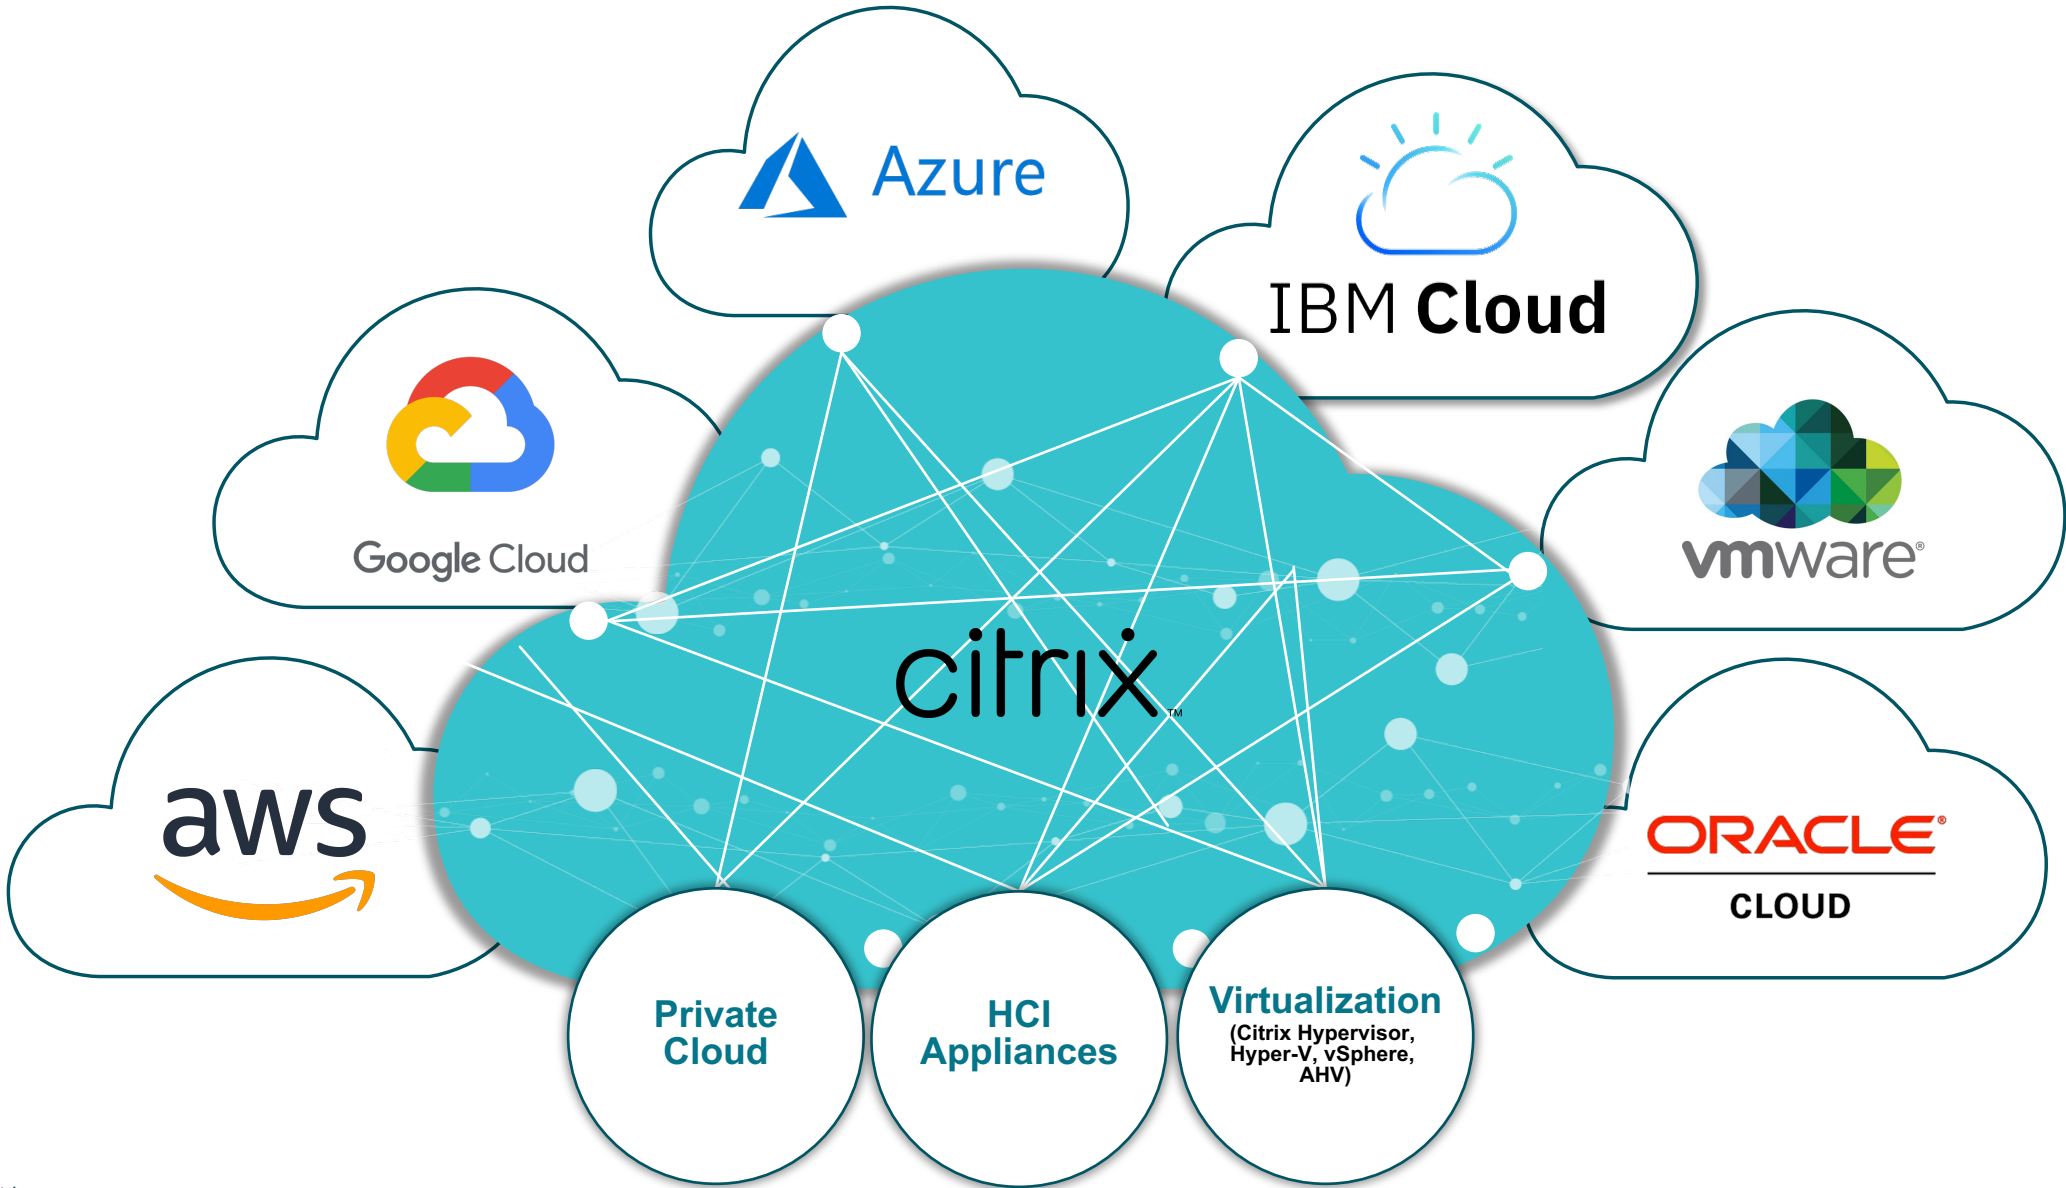 Azure
IBM Cloud
Google Cloud
vmware®
citrix™
aws
ORACLE®
CLOUD
Private
Cloud
HCI
Appliances
Virtualization
(Citrix Hypervisor,
Hyper-V, vSphere,
AHV)